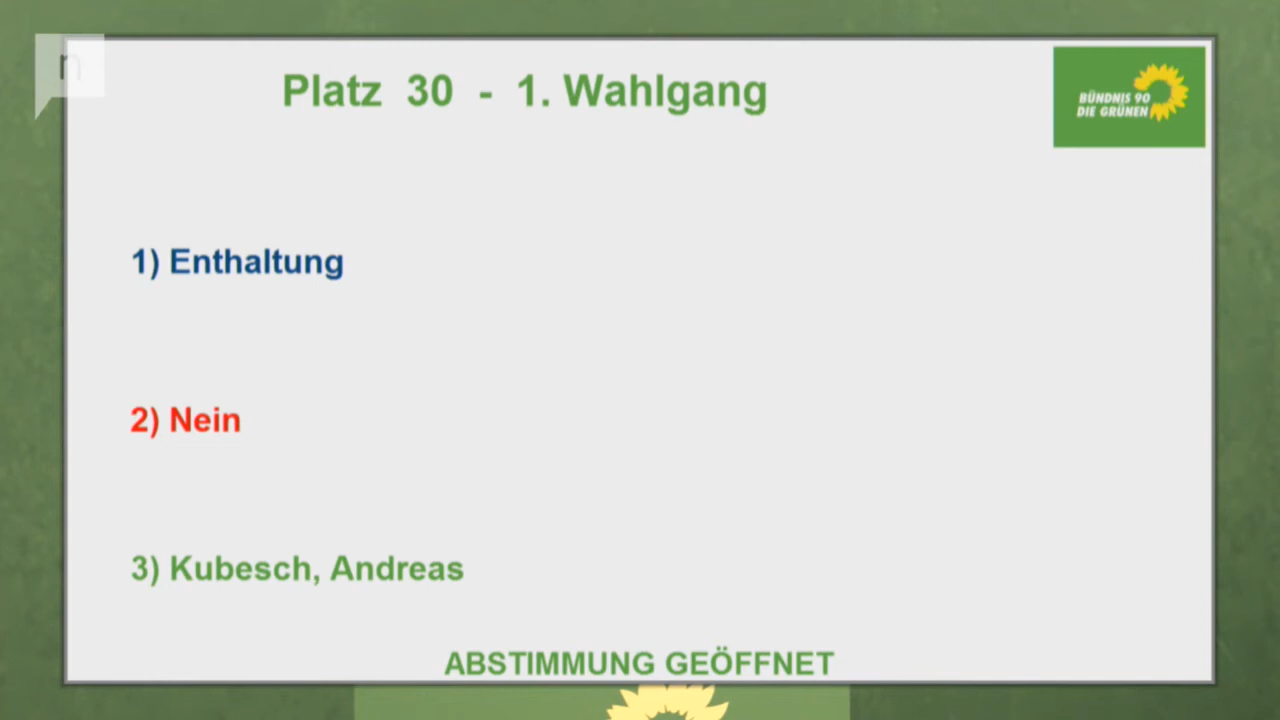 n
Platz 30 - 1. Wahlgang
BÜNDNIS 90
DIE GRÜNEN
1) Enthaltung
2) Nein
3) Kubesch, Andreas
ABSTIMMUNG GEÖFFNET